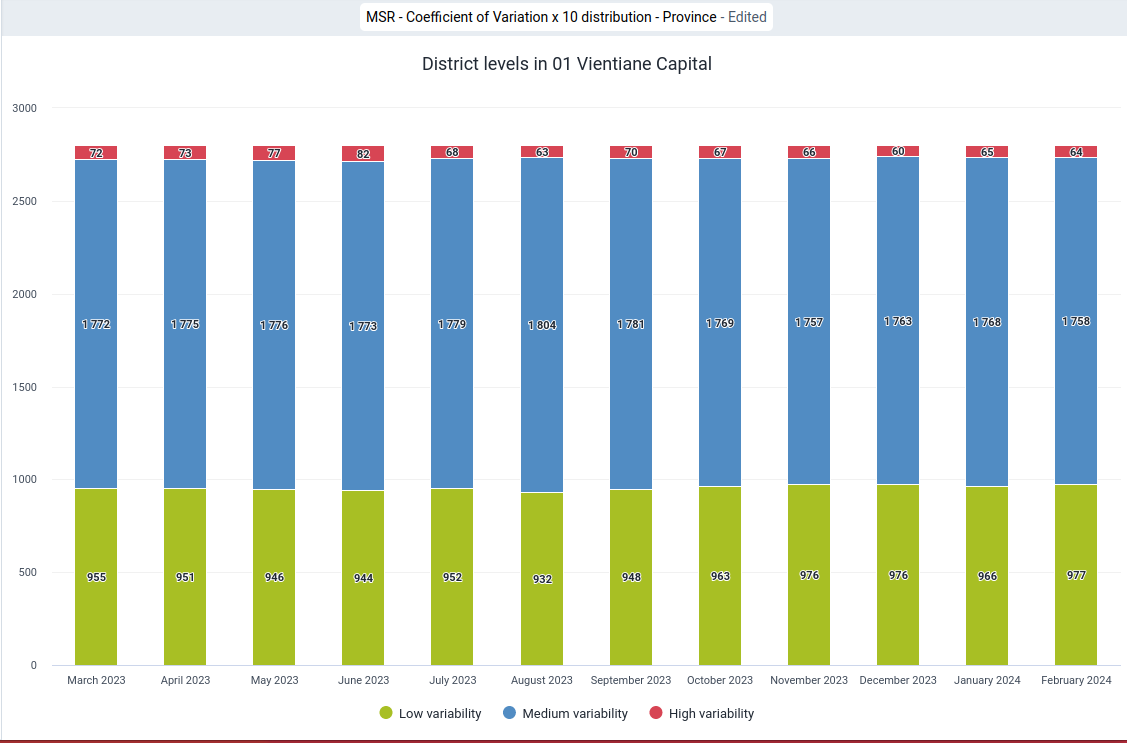 MSR - Coefficient of Variation x 10 distribution - Province - Edited
District levels in 01 Vientiane Capital
3000
72 73 77 82 68 63 70 67 66 60 65 64
2500
2000
1 772 1 775 1 776 1 773 1 779 1 804 1 781 1 769 1 757 1 763 1 768 1 758
1500
1000
500
955 951 946 944 952 932 948 963 976 976 966 977
0
March 2023 April 2023 May 2023 June 2023 July 2023 August 2023 September 2023 October 2023 November 2023 December 2023 January 2024 February 2024
Low variability Medium variability High variability